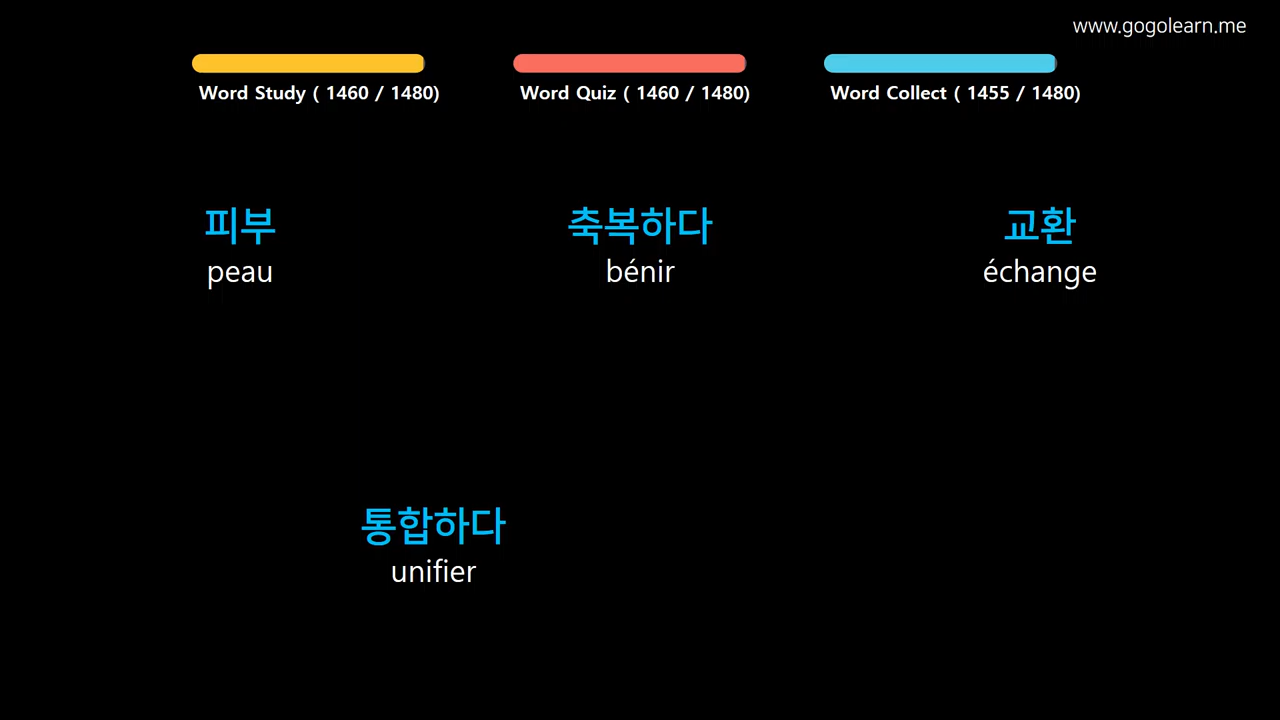 www.gogolearn.me
Word Study ( 1460 / 1480)
Word Quiz ( 1460 / 1480)
Word Collect ( 1455 / 1480)
피부
peau
축복하다
bénir
교환
échange
통합하다
unifier